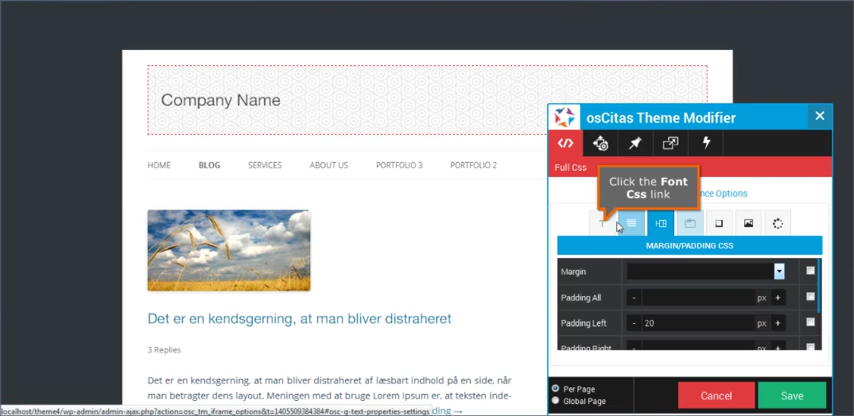 Company Name
HOME BLOG SERVICES ABOUT US PORTFOLIO 3 PORTFOLIO 2
Det er en kendsgerning, at man bliver distraheret
3 Replies
Det er en kendsgerning, at man bliver distraheret af læsbart indhold på en side, når
man betragter dens layout. Meningen med at bruge Lorem ipsum er, at teksten inde-
ding →
localhost/theme4/wp-admin/admin-ajax.php?action=osc_tm_iframe_options&t=1405509384384#osc-q-text-properties-settings
osCitas Theme Modifier
Full Css
Click the Font
Css link
Options
MARGIN/PADDING CSS
Margin
Padding All - px +
Padding Left - 20 px +
Padding Right
Per Page
Global Page
Cancel
Save